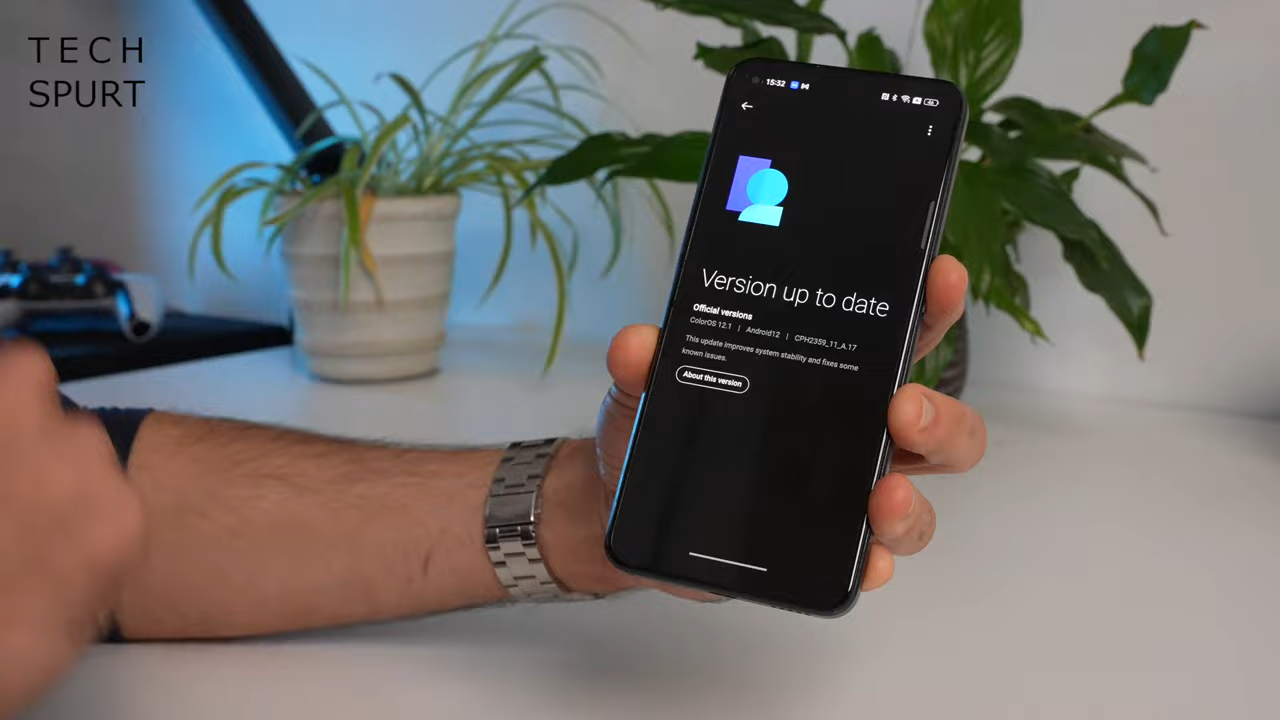 TECH
SPURT
15:32
Version up to date
Official versions
ColorOS 12.1 | Android12 | CPH2359_11_A.17
This update improves system stability and fixes some
known issues.
About this version